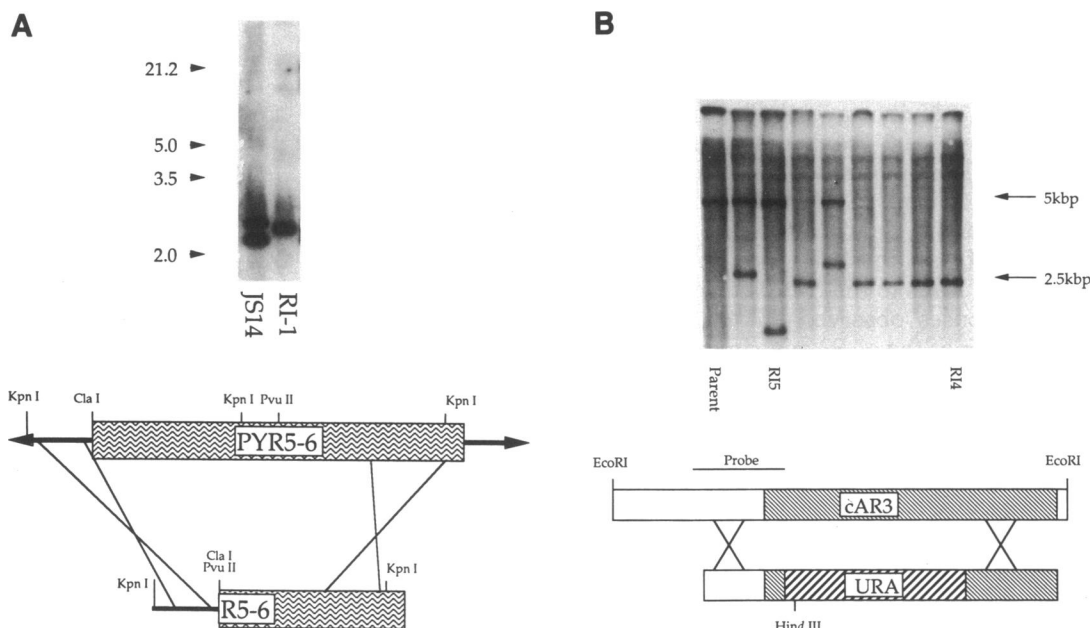 A
21.2
5.0
3.5
2.0
JS14
RI-1
Kpn I
Cla I
Kpn I
Pvu II
Kpn I
PYR5-6
Cla I
Pvu II
Kpn I
Kpn I
R5-6
B
5kbp
2.5kbp
Parent
RI5
RI4
EcoRI
Probe
EcoRI
cAR3
URA
Hind III